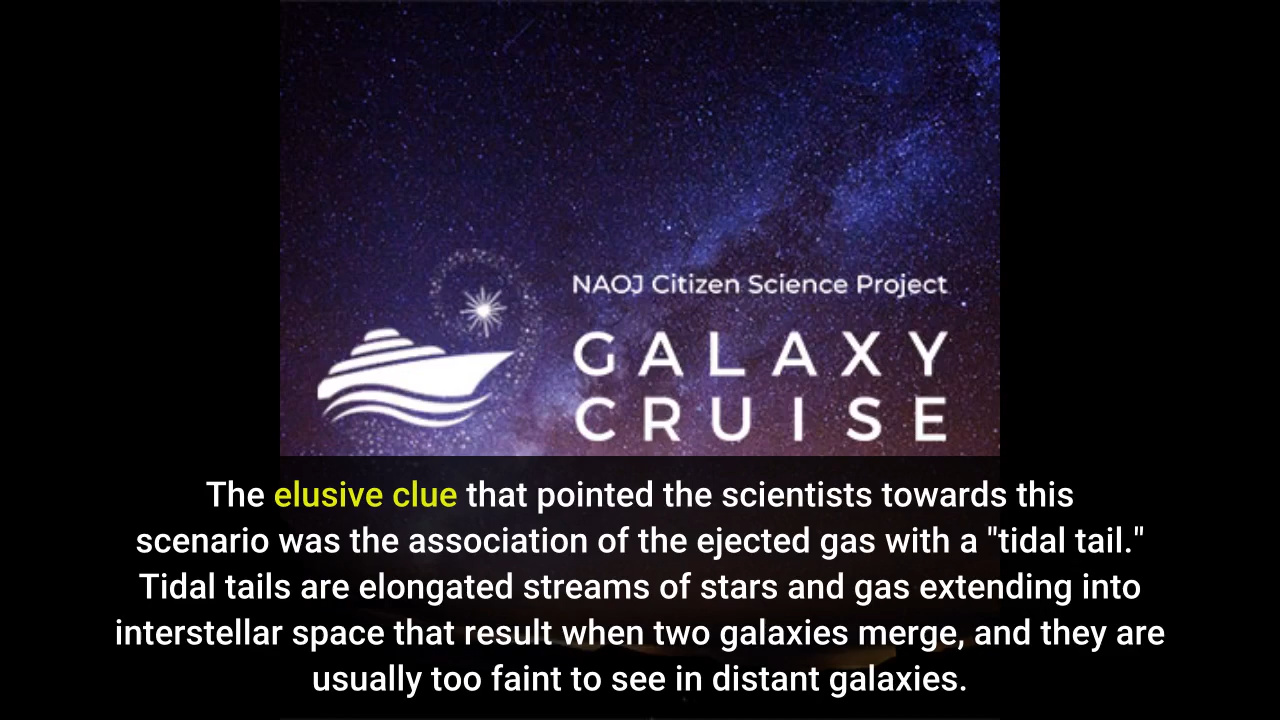 NAOJ Citizen Science Project
GALAXY
CRUISE
The elusive clue that pointed the scientists towards this
scenario was the association of the ejected gas with a "tidal tail."
Tidal tails are elongated streams of stars and gas extending into
interstellar space that result when two galaxies merge, and they are
usually too faint to see in distant galaxies.